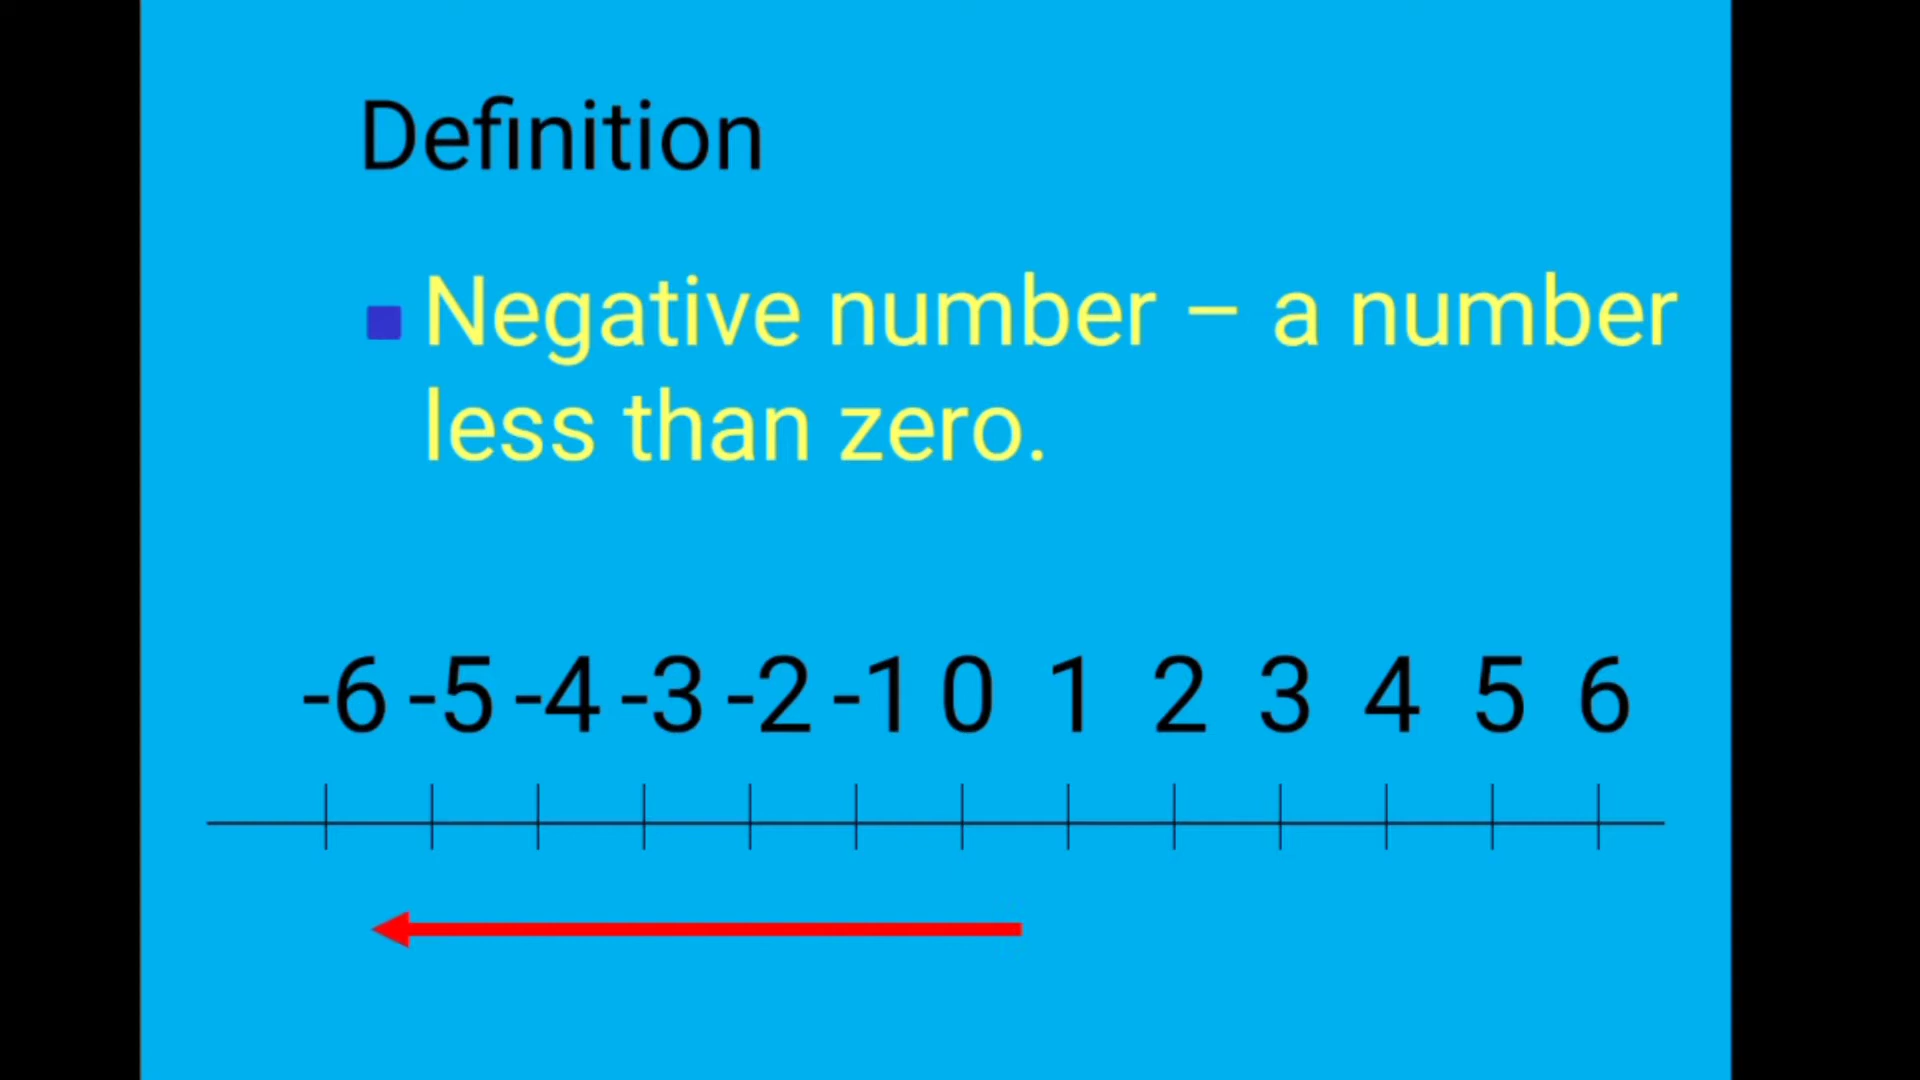 Definition
Negative number – a number
less than zero.
-6 -5 -4 -3 -2 -1 0 1 2 3 4 5 6